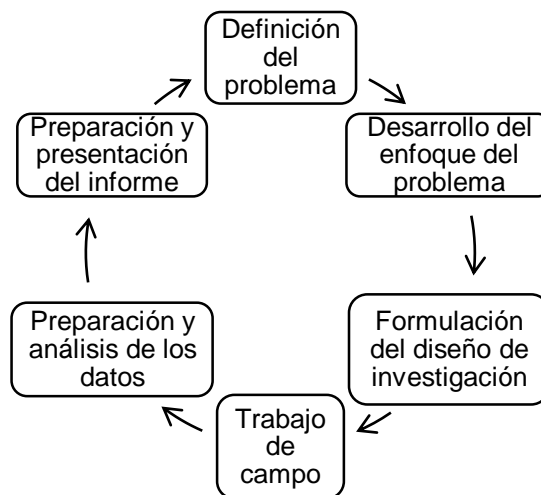 Definición
del
problema
Desarrollo del
enfoque del
problema
Formulación
del diseño de
investigación
Trabajo
de
campo
Preparación y
análisis de los
datos
Preparación y
presentación
del informe